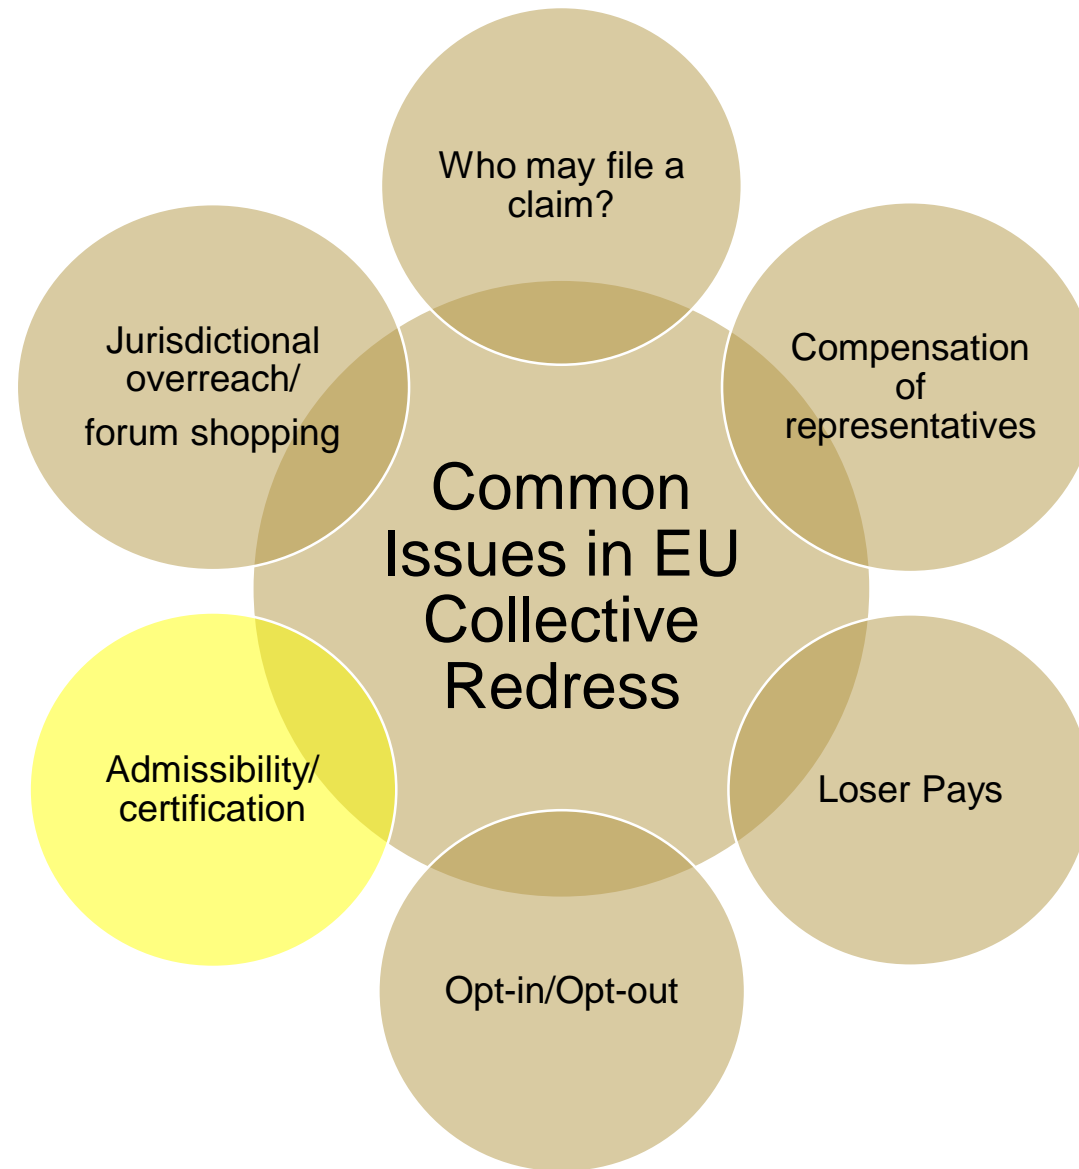 Who may file a
claim?
Jurisdictional
overreach/
forum shopping
Compensation
of
representatives
Common
Issues in EU
Collective
Redress
Admissibility/
certification
Loser Pays
Opt-in/Opt-out